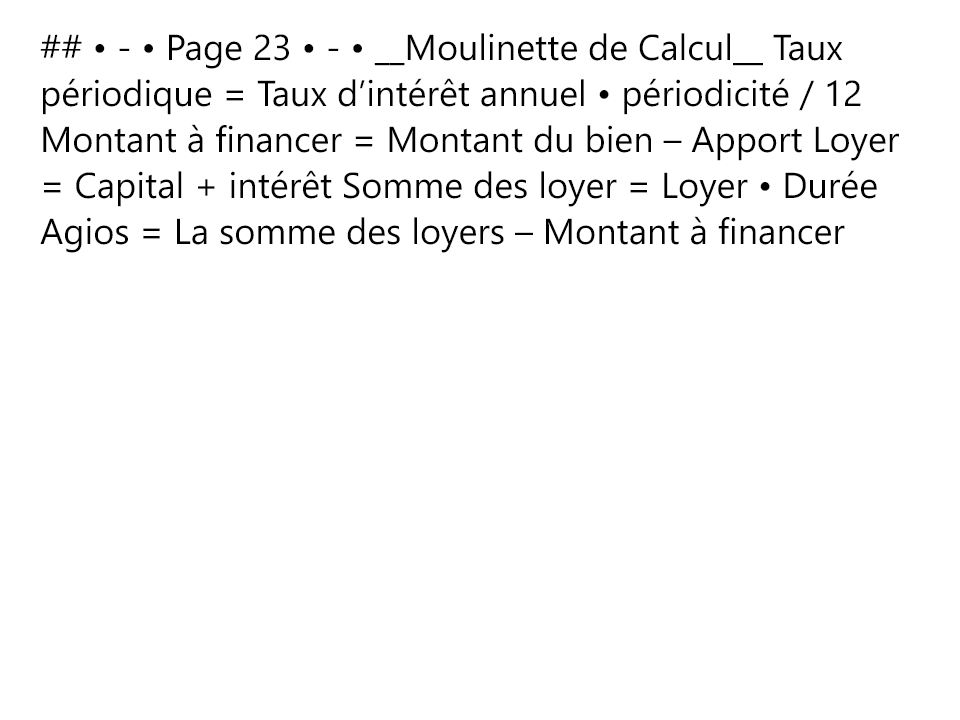 ## • - • Page 23 • - • __Moulinette de Calcul__ Taux
périodique = Taux d’intérêt annuel • périodicité / 12
Montant à financer = Montant du bien – Apport Loyer
= Capital + intérêt Somme des loyer = Loyer • Durée
Agios = La somme des loyers – Montant à financer